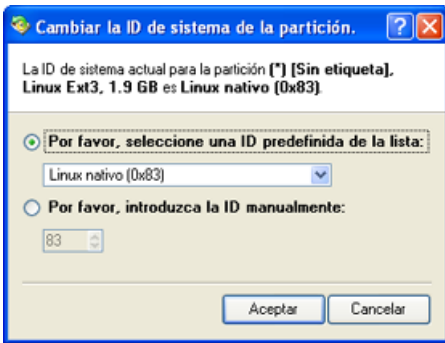 Cambiar la ID de sistema de la partición.
La ID de sistema actual para la partición (*) [Sin etiqueta],
Linux Ext3, 1.9 GB es Linux nativo (0x83).
Por favor, seleccione una ID predefinida de la lista:
Linux nativo (0x83)
Por favor, introduzca la ID manualmente:
83
Aceptar Cancelar